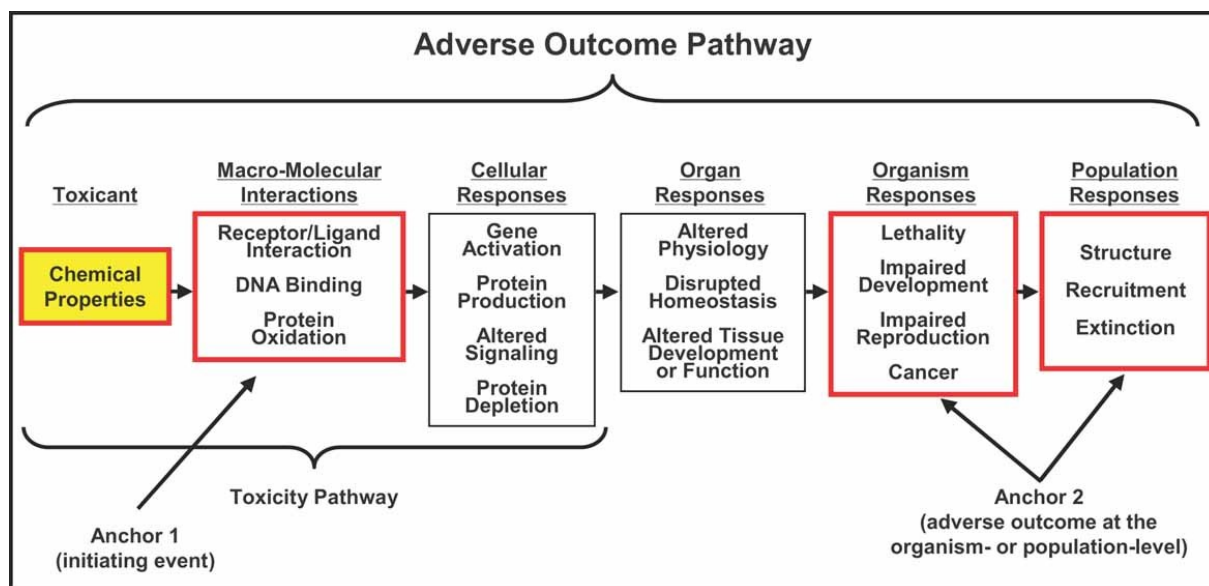 Adverse Outcome Pathway
Toxicant
Chemical
Properties
Macro-Molecular
Interactions
Receptor/Ligand
Interaction
DNA Binding
Protein
Oxidation
Cellular
Responses
Gene
Activation
Protein
Production
Altered
Signaling
Protein
Depletion
Organ
Responses
Altered
Physiology
Disrupted
Homeostasis
Altered Tissue
Development
or Function
Organism
Responses
Lethality
Impaired
Development
Impaired
Reproduction
Cancer
Population
Responses
Structure
Recruitment
Extinction
Toxicity Pathway
Anchor 1
(initiating event)
Anchor 2
(adverse outcome at the
organism- or population-level)